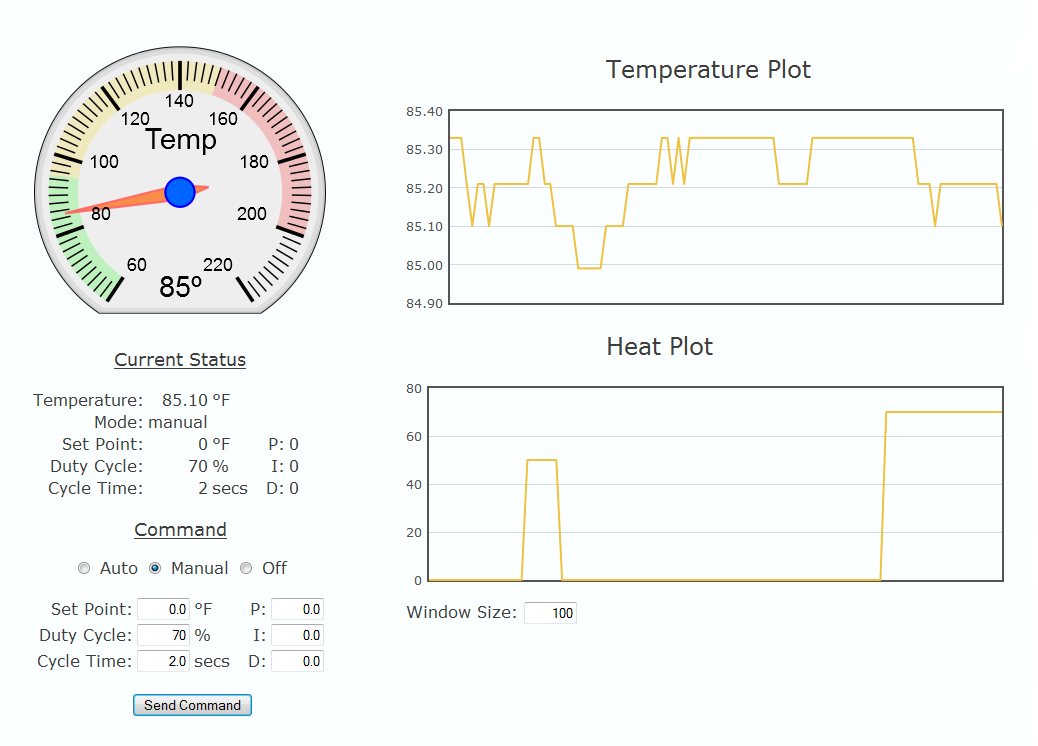 140
120
160
Temp
100
180
80
200
60
220
85º
Current Status
Temperature: 85.10 °F
Mode: manual
Set Point: 0 °F P: 0
Duty Cycle: 70 % I: 0
Cycle Time: 2 secs D: 0
Command
Auto Manual Off
Set Point: 0.0 °F P: 0.0
Duty Cycle: 70 % I: 0.0
Cycle Time: 2.0 secs D: 0.0
Send Command
Temperature Plot
85.40
85.30
85.20
85.10
85.00
84.90
Heat Plot
80
60
40
20
0
Window Size: 100